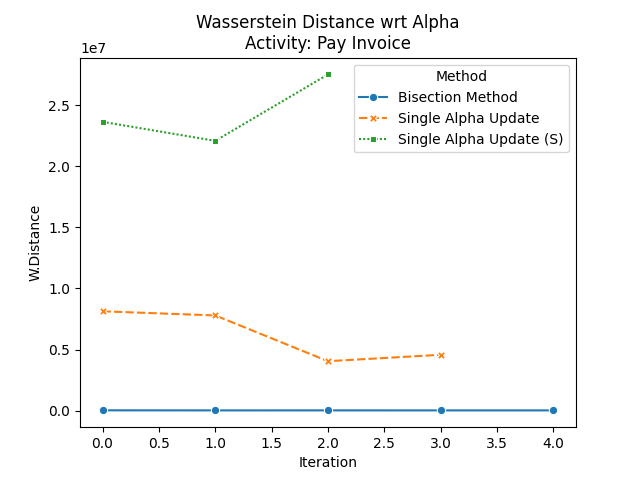 Wasserstein Distance wrt Alpha
Activity: Pay Invoice
1e7
Method
Bisection Method
Single Alpha Update
Single Alpha Update (S)
2.5
2.0
1.5
1.0
0.5
0.0
W.Distance
0.0 0.5 1.0 1.5 2.0 2.5 3.0 3.5 4.0
Iteration